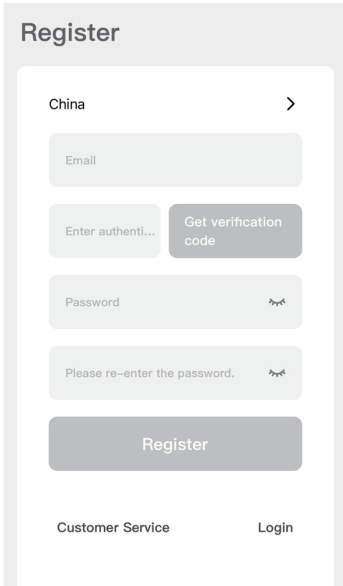 Register
China
Email
Enter authenti...
Get verification
code
Password
Please re-enter the password.
Register
Customer Service
Login